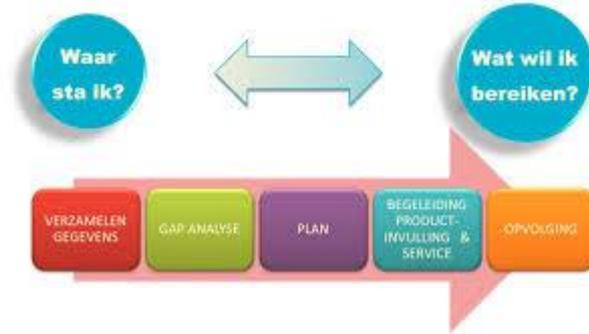 Waar
sta ik?
Wat wil ik
bereiken?
VERZAMELEN
GEGEVENS
GAP ANALYSE
PLAN
BEGELEIDING
PRODUCT-
INVULLING &
SERVICE
OPVOLGING